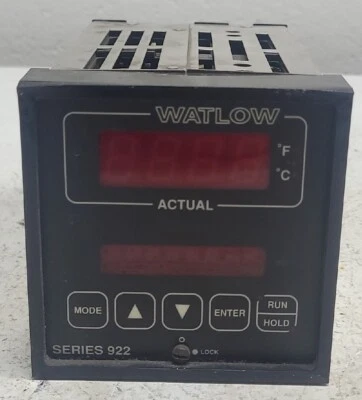 WATLOW
°F
°C
ACTUAL
MODE ▲ ▼ ENTER RUN
HOLD
SERIES 922 LOCK